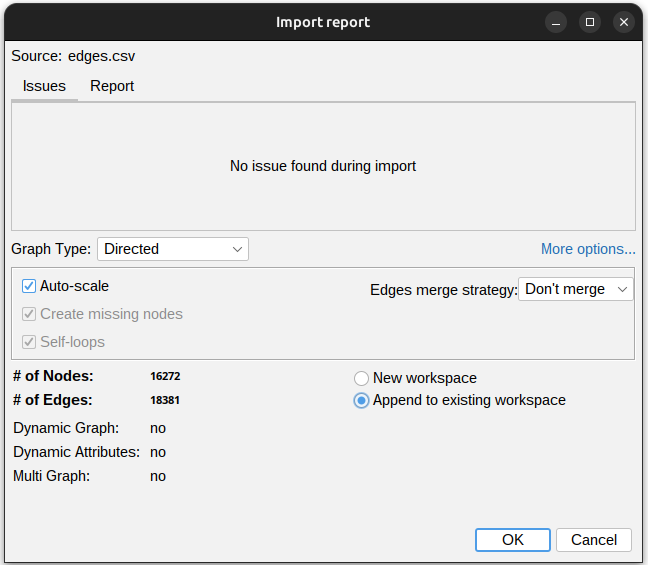 Import report
Source: edges.csv
Issues Report
No issue found during import
Graph Type: Directed More options...
Auto-scale Edges merge strategy: Don't merge
Create missing nodes
Self-loops
# of Nodes: 16272 New workspace
# of Edges: 18381 Append to existing workspace
Dynamic Graph: no
Dynamic Attributes: no
Multi Graph: no
OK Cancel